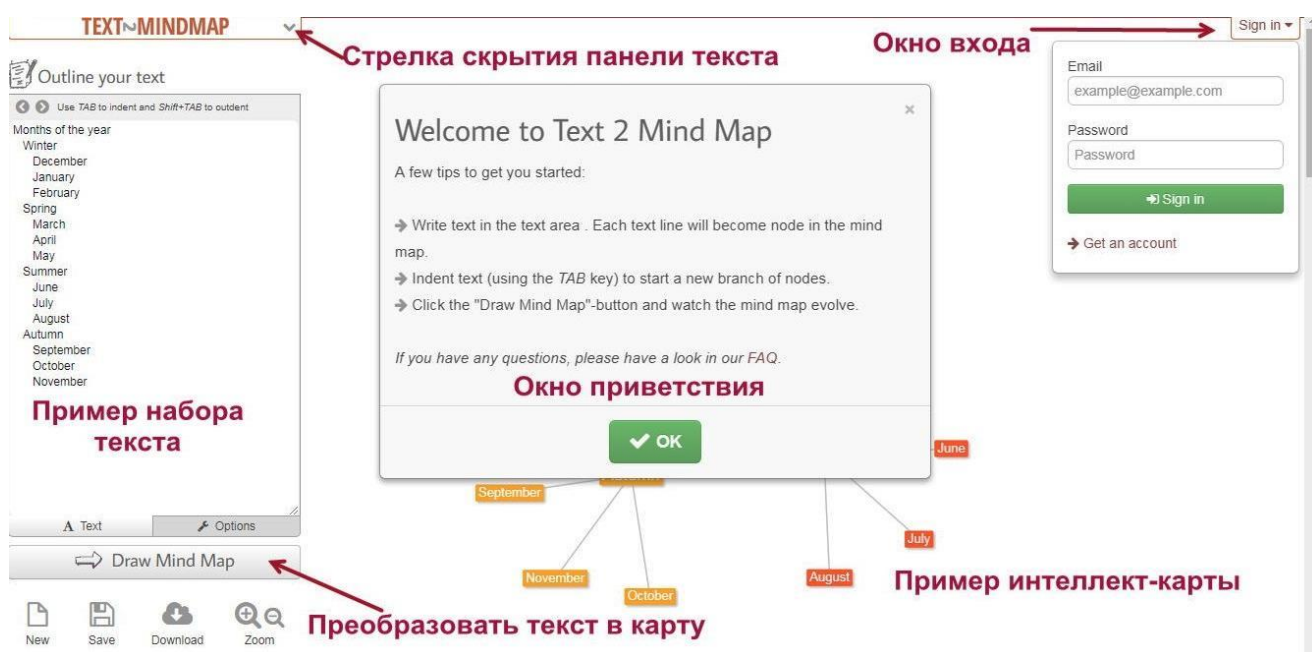 TEXT2MINDMAP
Стрелка скрытия панели текста
Окно входа
Sign in
Outline your text
Use TAB to indent and Shift+TAB to outdent
Months of the year
Winter
December
January
February
Spring
March
April
May
Summer
June
July
August
Autumn
September
October
November
Пример набора
текста
A Text
Options
Draw Mind Map
New
Save
Download
Zoom
Преобразовать текст в карту
Welcome to Text 2 Mind Map
A few tips to get you started:
Write text in the text area . Each text line will become node in the mind
map.
Indent text (using the TAB key) to start a new branch of nodes.
Click the "Draw Mind Map"-button and watch the mind map evolve.
If you have any questions, please have a look in our FAQ.
Окно приветствия
OK
Email
example@example.com
Password
Password
Sign in
Get an account
June
Autumn
September
July
November
October
August
Пример интеллект-карты